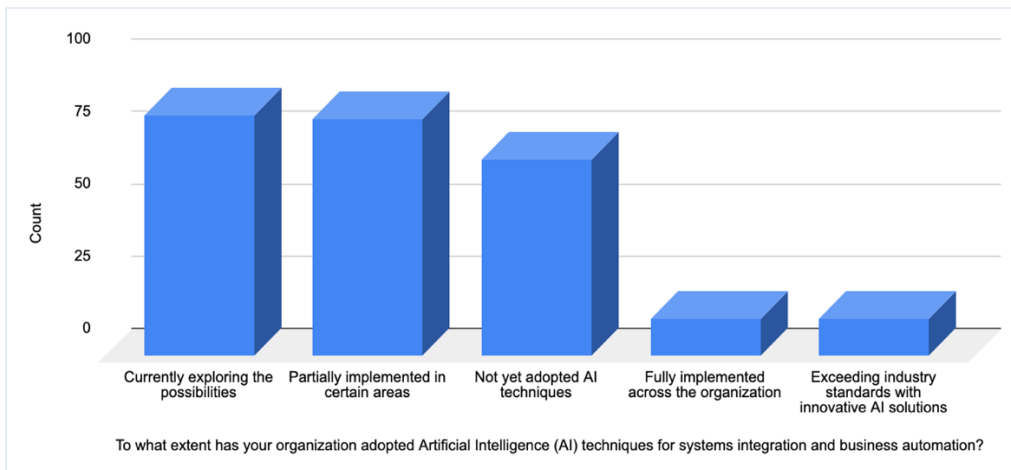 100
75
50
25
0
Count
Currently exploring the
possibilities
Partially implemented in
certain areas
Not yet adopted AI
techniques
Fully implemented
across the organization
Exceeding industry
standards with
innovative AI solutions
To what extent has your organization adopted Artificial Intelligence (AI) techniques for systems integration and business automation?